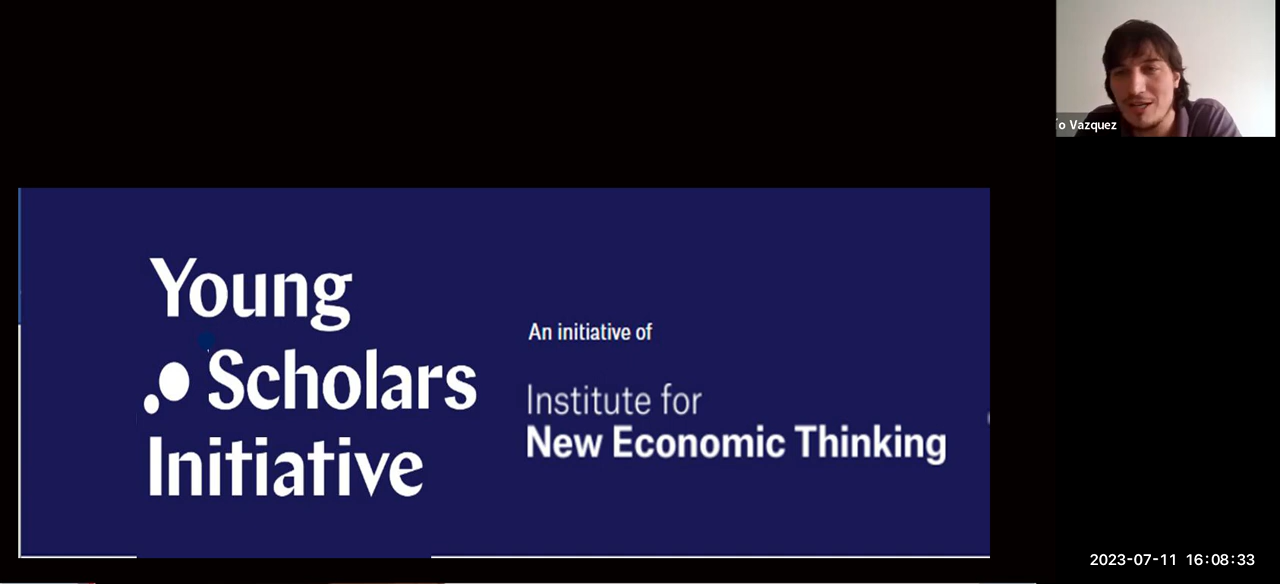 Vazquez
Young
Scholars
Initiative
An initiative of
Institute for
New Economic Thinking
2023-07-11 16:08:33